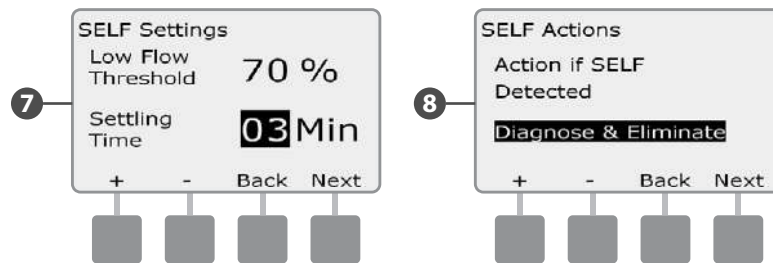 7
SELF Settings
Low Flow
Threshold 70 %
Settling
Time 03 Min
+ - Back Next
8
SELF Actions
Action if SELF
Detected
Diagnose & Eliminate
+ - Back Next